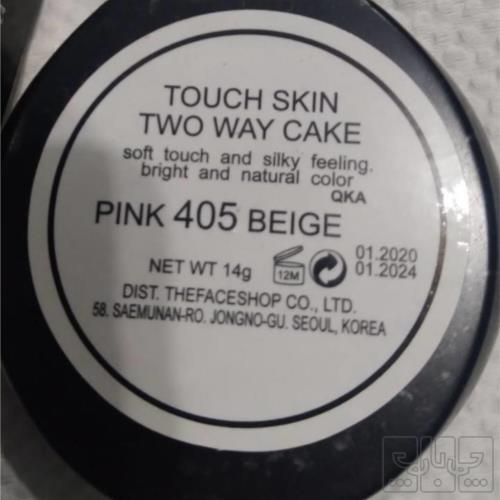 TOUCH SKIN
TWO WAY CAKE
soft touch and silky feeling.
bright and natural color
QKA
PINK 405 BEIGE
NET WT 14g
12M
01.2020
01.2024
DIST. THEFACESHOP CO., LTD.
58. SAEMUNAN-RO. JONGNO-GU. SEOUL, KOREA